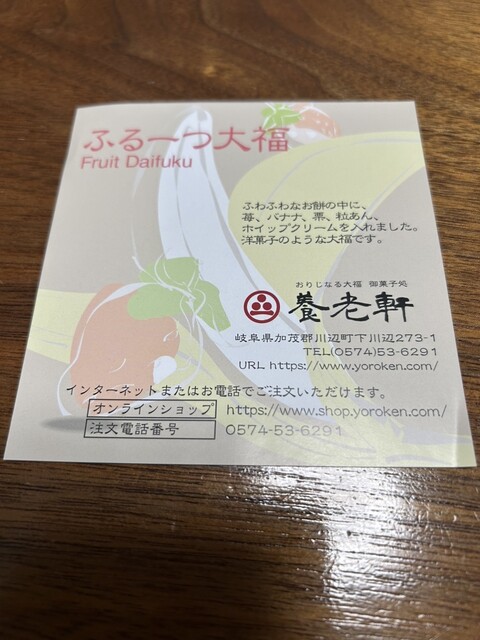 ふるーつ大福
Fruit Daifuku
ふわふわなお餅の中に、
苺、バナナ、栗、粒あん、
ホイップクリームを入れました。
洋菓子のような大福です。
おりじなる大福 御菓子処
養老軒
岐阜県加茂郡川辺町下川辺273-1
TEL(0574)53-6291
URL https://www.yoroken.com/
インターネットまたはお電話でご注文いただけます。
オンラインショップ https://www.shop.yoroken.com/
注文電話番号 0574-53-6291